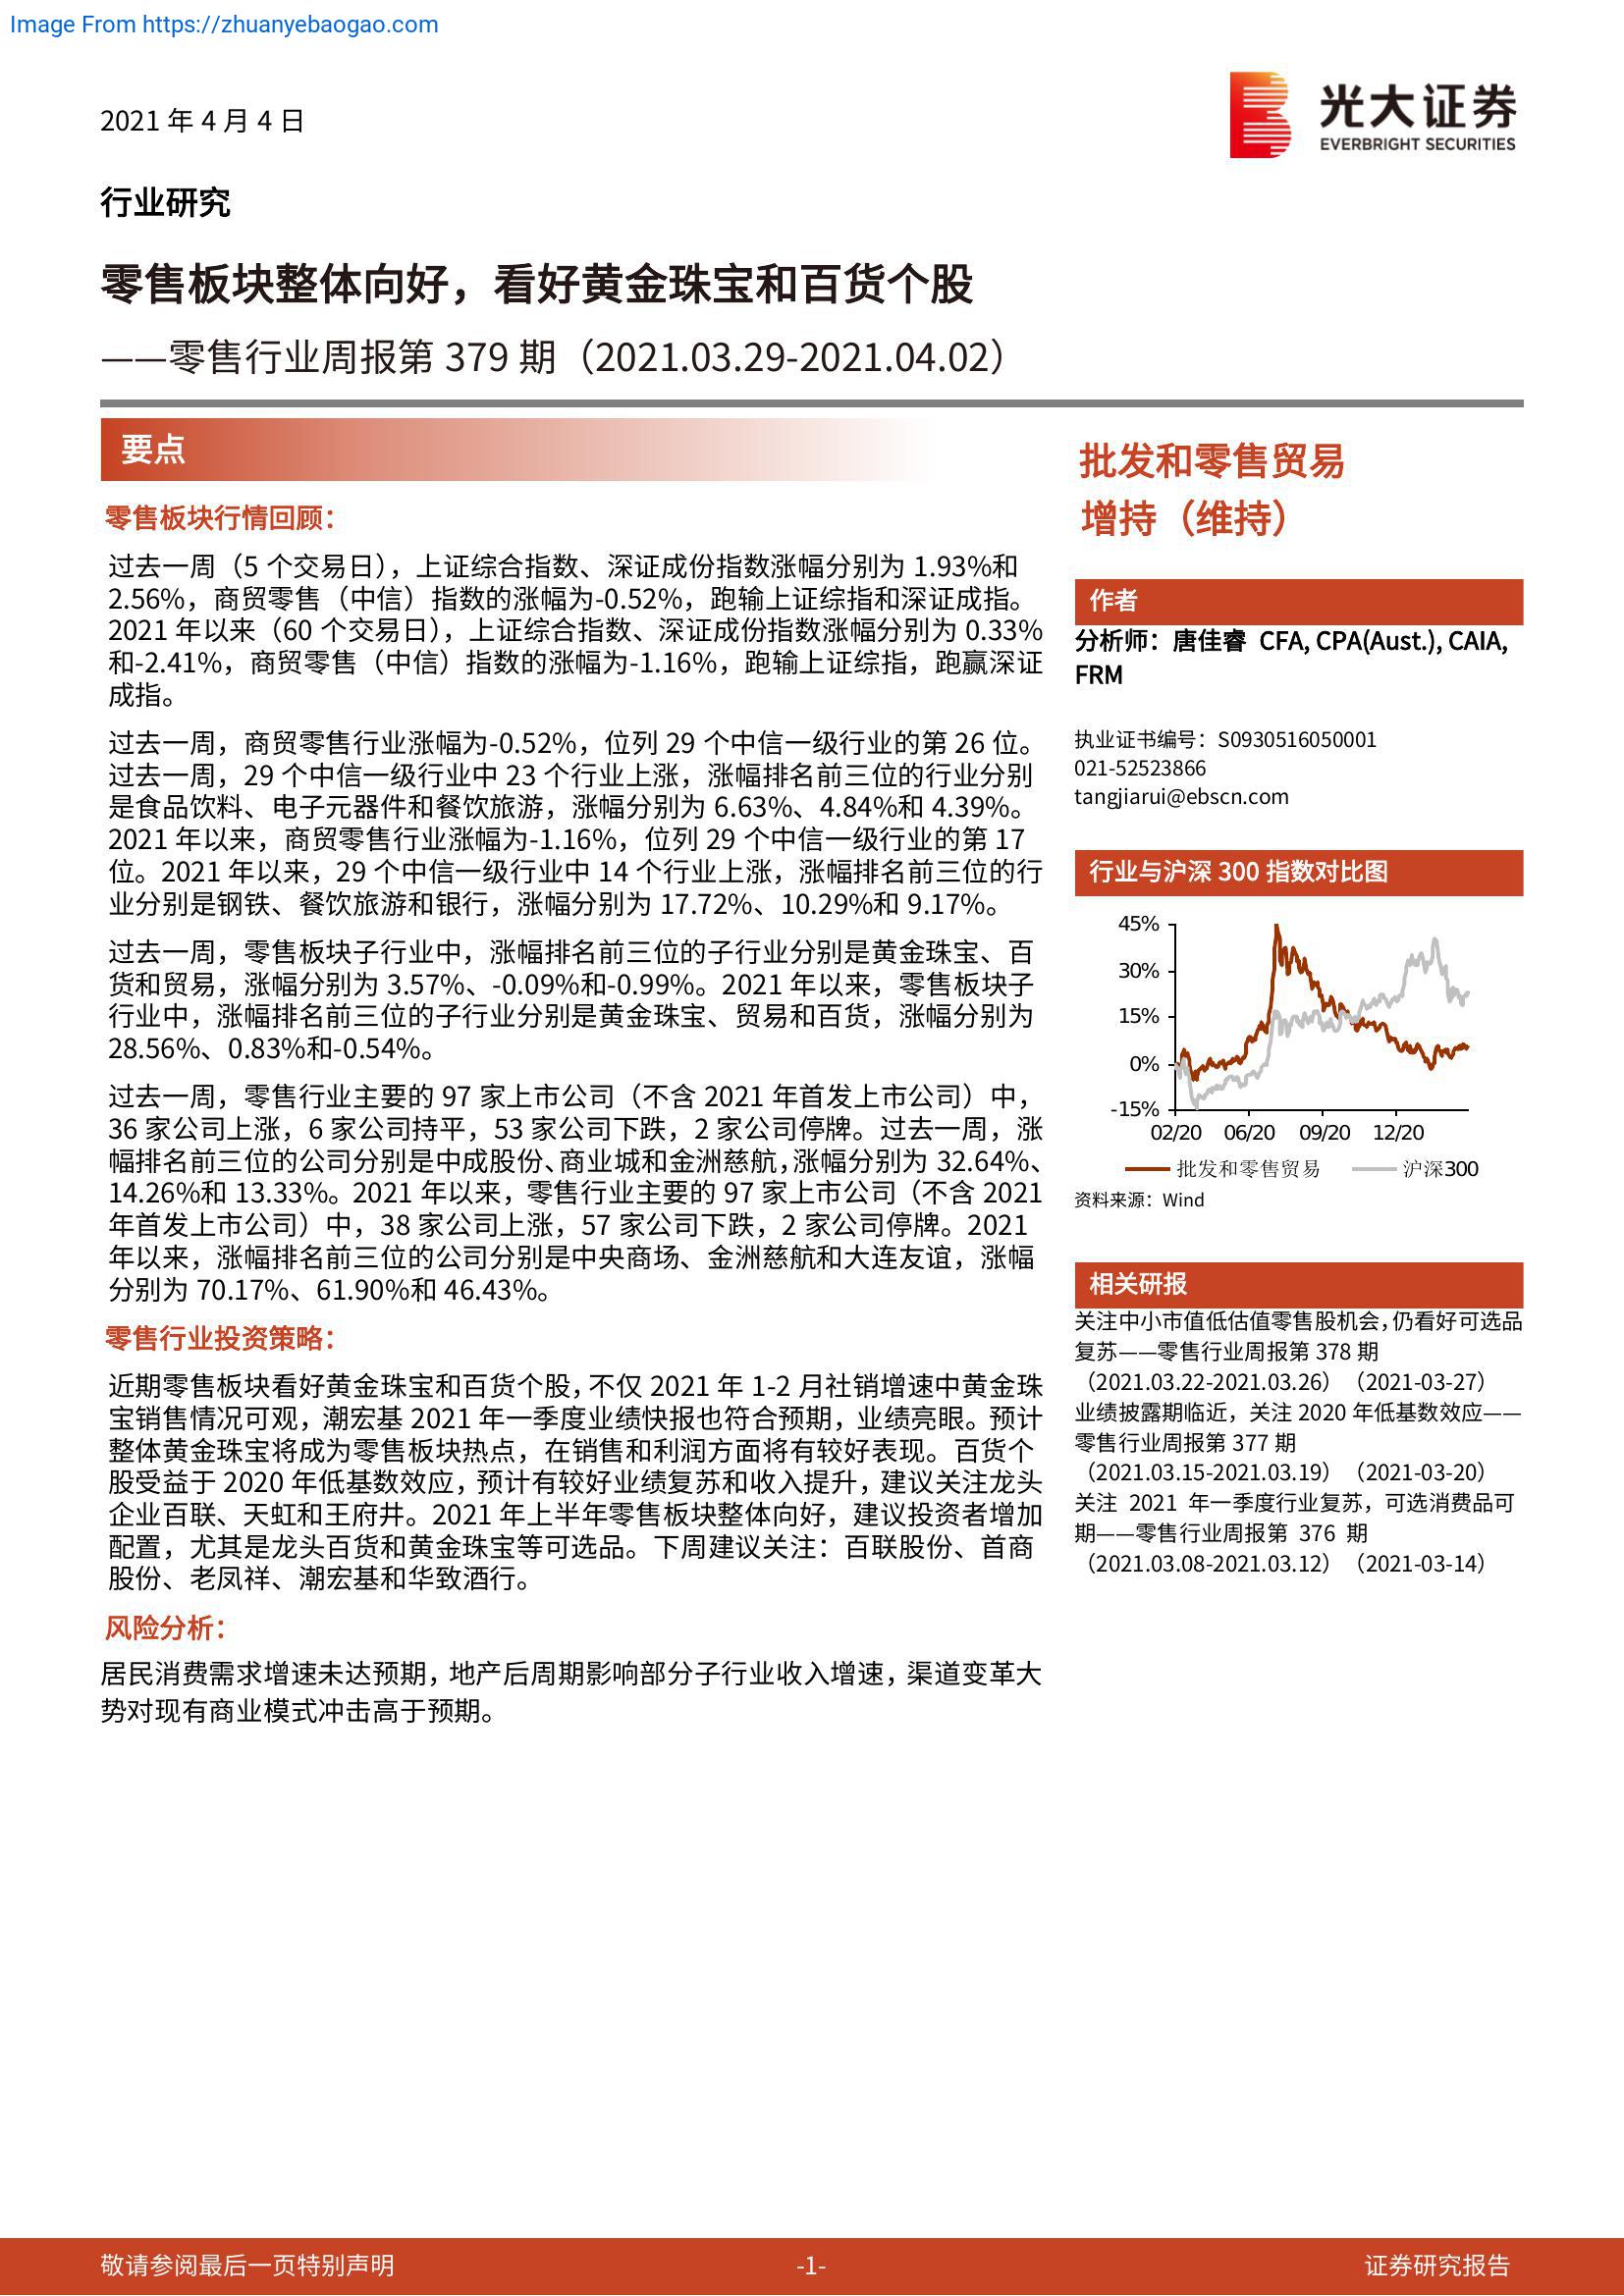 Image From https://zhuanyebaogao.com
2021 年 4 月 4 日
光大证券
EVERBRIGHT SECURITIES
行业研究
零售板块整体向好，看好黄金珠宝和百货个股
——零售行业周报第 379 期（2021.03.29-2021.04.02）
要点
零售板块行情回顾：
过去一周（5 个交易日），上证综合指数、深证成份指数涨幅分别为 1.93%和
2.56%，商贸零售（中信）指数的涨幅为-0.52%，跑输上证综指和深证成指。
2021 年以来（60 个交易日），上证综合指数、深证成份指数涨幅分别为 0.33%
和-2.41%，商贸零售（中信）指数的涨幅为-1.16%，跑输上证综指，跑赢深证
成指。
过去一周，商贸零售行业涨幅为-0.52%，位列 29 个中信一级行业的第 26 位。
过去一周，29 个中信一级行业中 23 个行业上涨，涨幅排名前三位的行业分别
是食品饮料、电子元器件和餐饮旅游，涨幅分别为 6.63%、4.84%和 4.39%。
2021 年以来，商贸零售行业涨幅为-1.16%，位列 29 个中信一级行业的第 17
位。2021 年以来，29 个中信一级行业中 14 个行业上涨，涨幅排名前三位的行
业分别是钢铁、餐饮旅游和银行，涨幅分别为 17.72%、10.29%和 9.17%。
过去一周，零售板块子行业中，涨幅排名前三位的子行业分别是黄金珠宝、百
货和贸易，涨幅分别为 3.57%、-0.09%和-0.99%。2021 年以来，零售板块子
行业中，涨幅排名前三位的子行业分别是黄金珠宝、贸易和百货，涨幅分别为
28.56%、0.83%和-0.54%。
过去一周，零售行业主要的 97 家上市公司（不含 2021 年首发上市公司）中，
36 家公司上涨，6 家公司持平，53 家公司下跌，2 家公司停牌。过去一周，涨
幅排名前三位的公司分别是中成股份、商业城和金洲慈航，涨幅分别为 32.64%、
14.26%和 13.33%。2021 年以来，零售行业主要的 97 家上市公司（不含 2021
年首发上市公司）中，38 家公司上涨，57 家公司下跌，2 家公司停牌。2021
年以来，涨幅排名前三位的公司分别是中央商场、金洲慈航和大连友谊，涨幅
分别为 70.17%、61.90%和 46.43%。
零售行业投资策略：
近期零售板块看好黄金珠宝和百货个股，不仅 2021 年 1-2 月社销增速中黄金珠
宝销售情况可观，潮宏基 2021 年一季度业绩快报也符合预期，业绩亮眼。预计
整体黄金珠宝将成为零售板块热点，在销售和利润方面将有较好表现。百货个
股受益于 2020 年低基数效应，预计有较好业绩复苏和收入提升，建议关注龙头
企业百联、天虹和王府井。2021 年上半年零售板块整体向好，建议投资者增加
配置，尤其是龙头百货和黄金珠宝等可选品。下周建议关注：百联股份、首商
股份、老凤祥、潮宏基和华致酒行。
风险分析：
居民消费需求增速未达预期，地产后周期影响部分子行业收入增速，渠道变革大
势对现有商业模式冲击高于预期。
批发和零售贸易
增持（维持）
作者
分析师：唐佳睿 CFA, CPA(Aust.), CAIA,
FRM
执业证书编号：S0930516050001
021-52523866
tangjiarui@ebscn.com
行业与沪深 300 指数对比图
45%
30%
15%
0%
-15%
02/20 06/20 09/20 12/20
批发和零售贸易 沪深300
资料来源：Wind
相关研报
关注中小市值低估值零售股机会，仍看好可选品
复苏——零售行业周报第 378 期
（2021.03.22-2021.03.26）（2021-03-27）
业绩披露期临近，关注 2020 年低基数效应——
零售行业周报第 377 期
（2021.03.15-2021.03.19）（2021-03-20）
关注 2021 年一季度行业复苏，可选消费品可
期——零售行业周报第 376 期
（2021.03.08-2021.03.12）（2021-03-14）
敬请参阅最后一页特别声明
-1-
证券研究报告